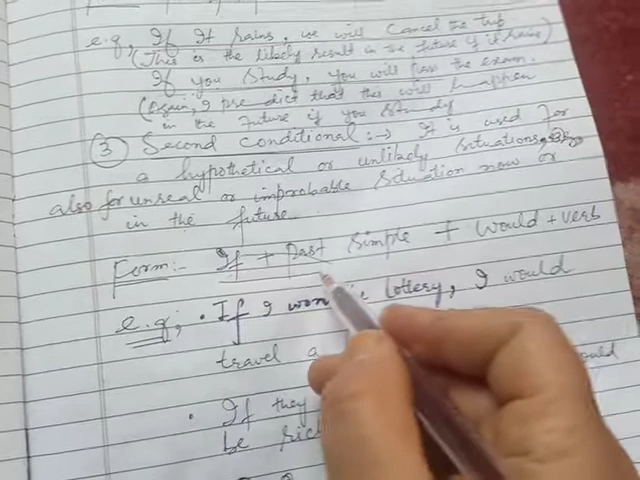 e.g, If It rains, we will Cancel the trip
(This is the likely result in the future if it rains)
If you Study, you will pass the exam.
(Again, I predict that this will happen
in the future if you study
③ Second conditional :→ It is used for
a hypothetical or unlikely situations
also for unreal or improbable Situation now or
in the future
Form:- If + Past Simple + Would + verb
e.g; • If I won lottery, I would
travel a
• If they
be ric